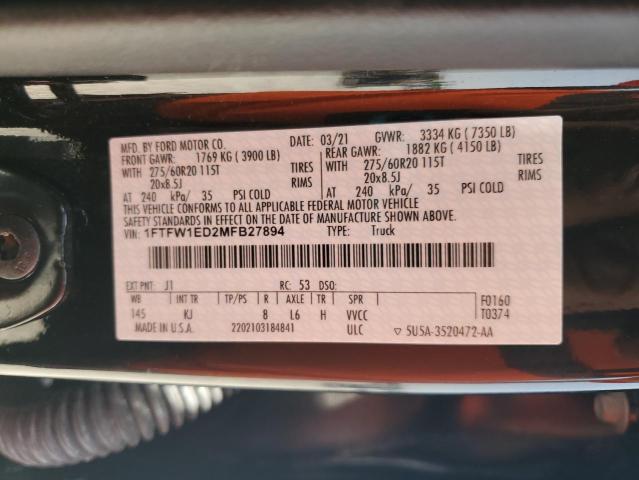 MFD. BY FORD MOTOR CO. DATE: 03/21 GVWR: 3334 KG ( 7350 LB)
FRONT GAWR: 1769 KG ( 3900 LB) REAR GAWR: 1882 KG ( 4150 LB)
WITH 275/60R20 115T TIRES WITH 275/60R20 115T TIRES
20x8.5J RIMS 20x8.5J RIMS
AT 240 kPa/ 35 PSI COLD AT 240 kPa/ 35 PSI COLD
THIS VEHICLE CONFORMS TO ALL APPLICABLE FEDERAL MOTOR VEHICLE
SAFETY STANDARDS IN EFFECT ON THE DATE OF MANUFACTURE SHOWN ABOVE.
VIN: 1FTFW1ED2MFB27894 TYPE: Truck
EXT PNT: J1 RC: 53 DSO:
WB INT TR TP/PS R AXLE TR SPR F0160
145 KJ 8 L6 H VVCC T0374
MADE IN U.S.A. 2202103184841 ULC ▽ 5U5A-3520472-AA